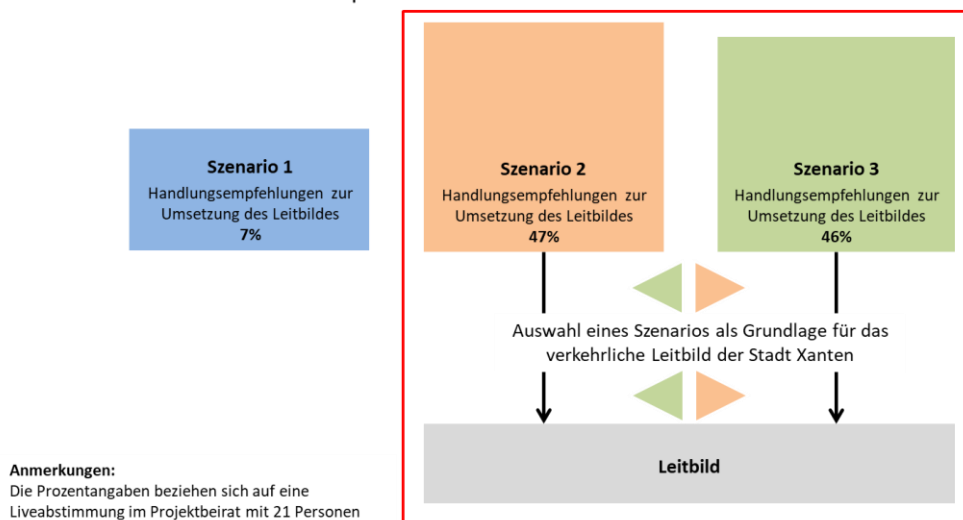 Szenario 1
Handlungsempfehlungen zur
Umsetzung des Leitbildes
7%
Szenario 2
Handlungsempfehlungen zur
Umsetzung des Leitbildes
47%
Szenario 3
Handlungsempfehlungen zur
Umsetzung des Leitbildes
46%
Auswahl eines Szenarios als Grundlage für das
verkehrliche Leitbild der Stadt Xanten
Leitbild
Anmerkungen:
Die Prozentangaben beziehen sich auf eine
Liveabstimmung im Projektbeirat mit 21 Personen